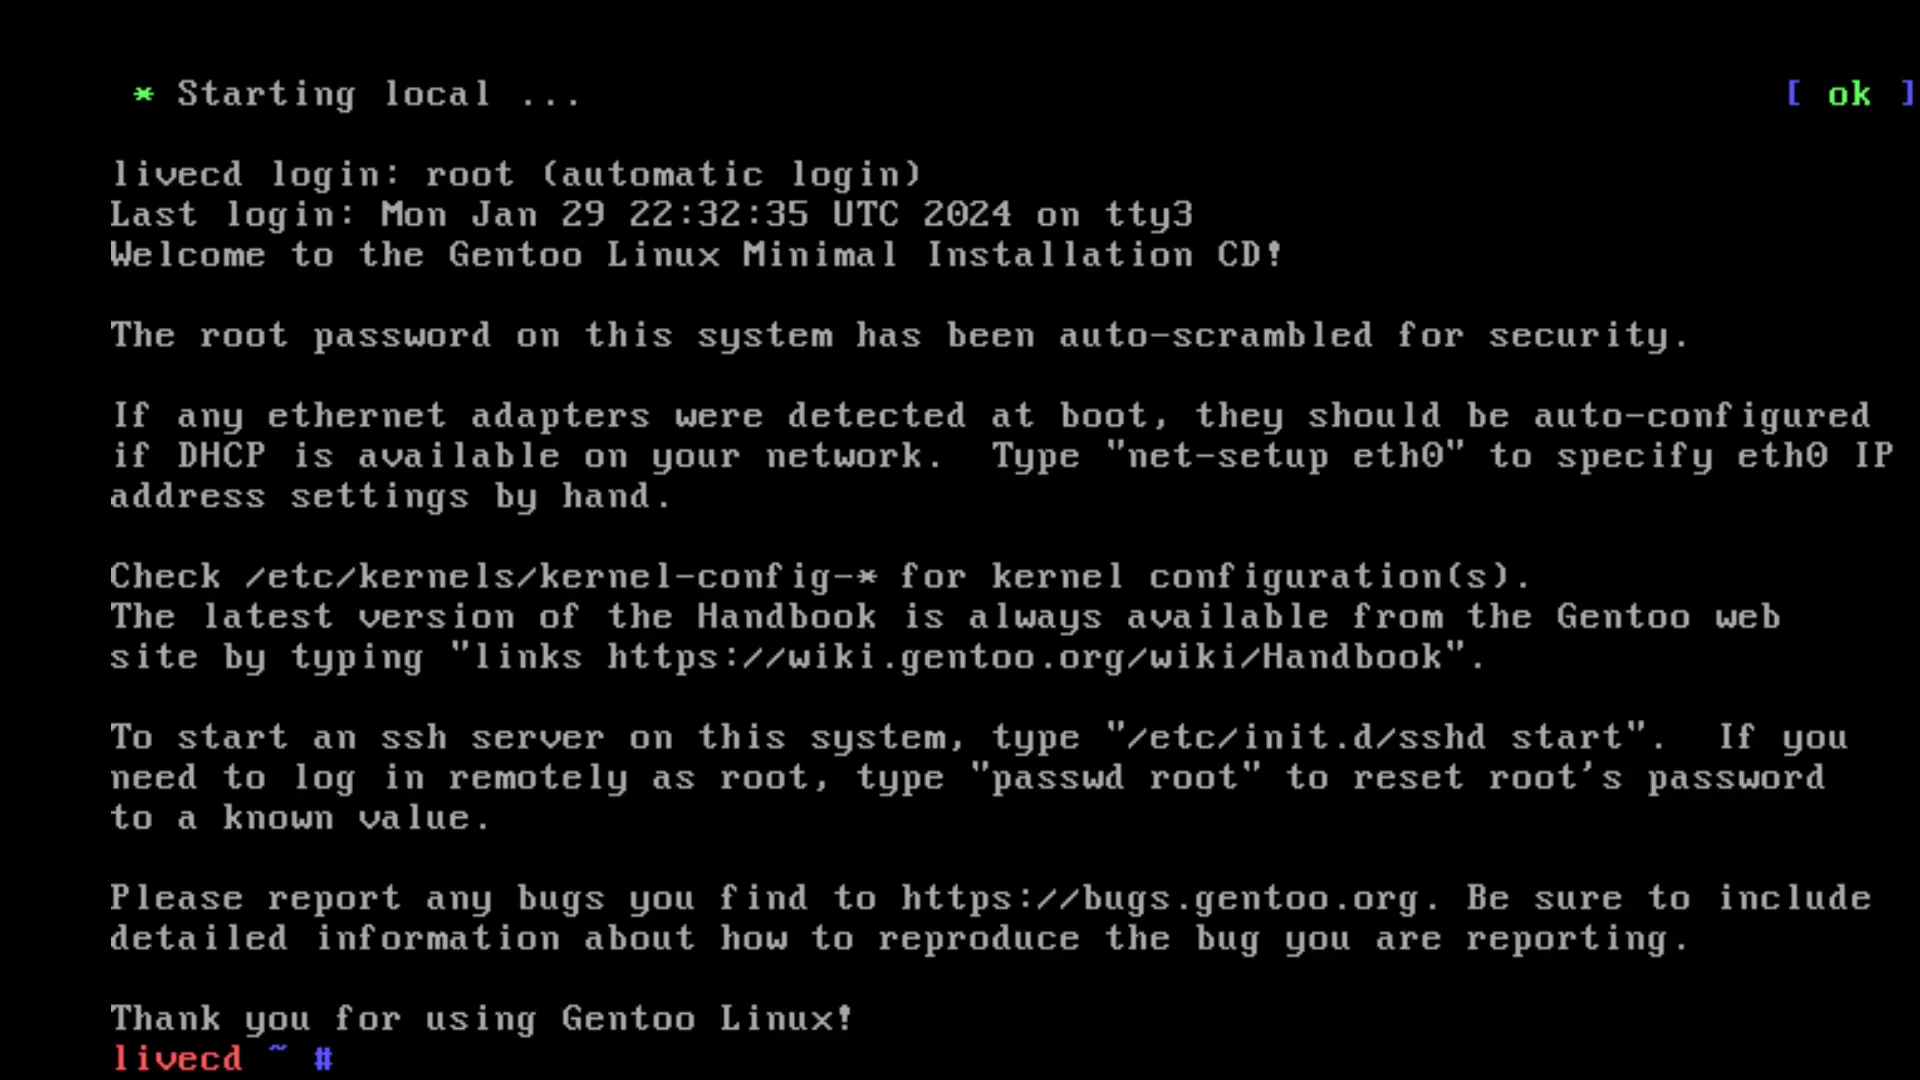 * Starting local ... [ ok ]
livecd login: root (automatic login)
Last login: Mon Jan 29 22:32:35 UTC 2024 on tty3
Welcome to the Gentoo Linux Minimal Installation CD!
The root password on this system has been auto-scrambled for security.
If any ethernet adapters were detected at boot, they should be auto-configured
if DHCP is available on your network.  Type "net-setup eth0" to specify eth0 IP
address settings by hand.
Check /etc/kernels/kernel-config-* for kernel configuration(s).
The latest version of the Handbook is always available from the Gentoo web
site by typing "links https://wiki.gentoo.org/wiki/Handbook".
To start an ssh server on this system, type "/etc/init.d/sshd start".  If you
need to log in remotely as root, type "passwd root" to reset root's password
to a known value.
Please report any bugs you find to https://bugs.gentoo.org. Be sure to include
detailed information about how to reproduce the bug you are reporting.
Thank you for using Gentoo Linux!
livecd ~ #